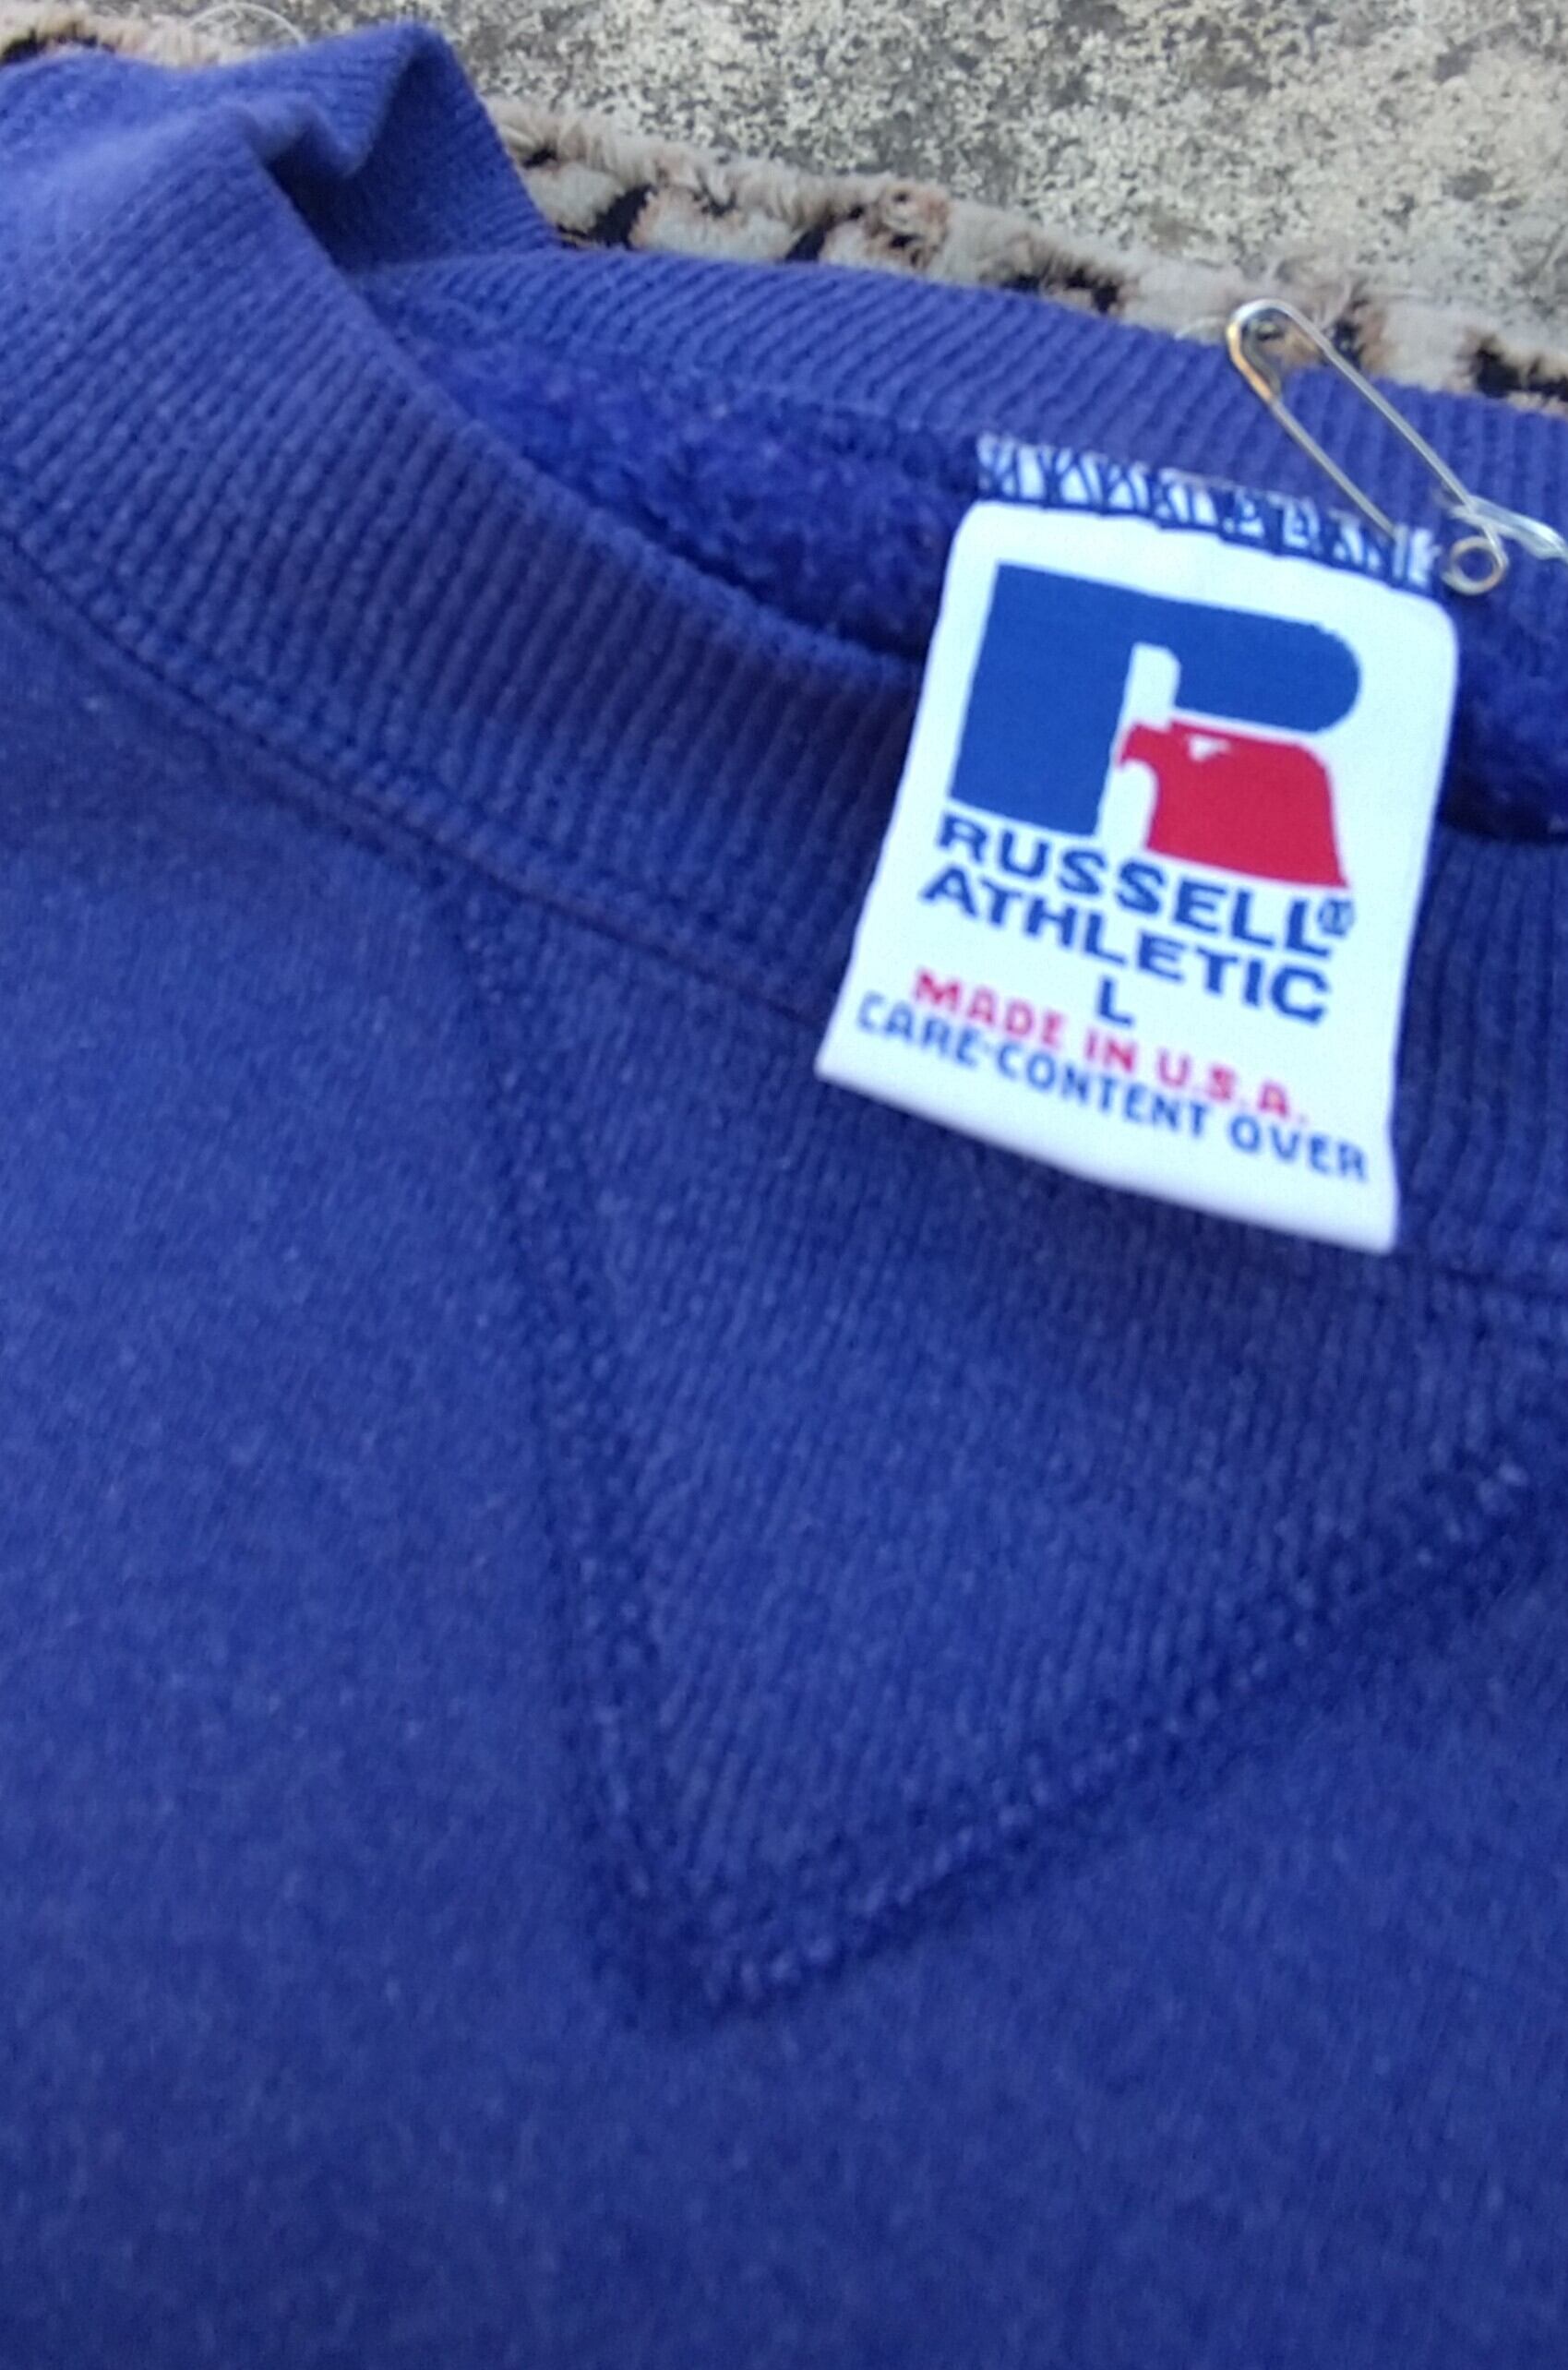 RUSSELL®
ATHLETIC
L
MADE IN U.S.A.
CARE-CONTENT OVER